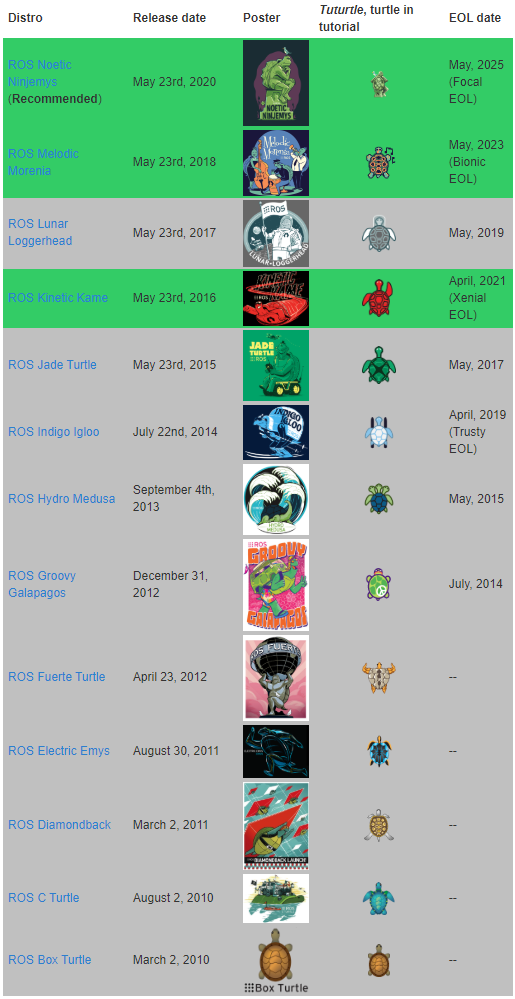 Distro Release date Poster Tuturtle, turtle in EOL date
tutorial
ROS Noetic
Ninjemys
(Recommended)
May 23rd, 2020
NOETIC
NINJEMYS
May, 2025
(Focal
EOL)
ROS Melodic
Morenia
May 23rd, 2018
Melodic
Morenia
May, 2023
(Bionic
EOL)
ROS Lunar
Loggerhead
May 23rd, 2017
ROS
LUNAR-LOGGERHEAD
May, 2019
ROS Kinetic Kame
May 23rd, 2016
KINETIC
KAME
April, 2021
(Xenial
EOL)
ROS Jade Turtle
May 23rd, 2015
JADE
TURTLE
ROS
May, 2017
ROS Indigo Igloo
July 22nd, 2014
INDIGO
IGLOO
April, 2019
(Trusty
EOL)
ROS Hydro Medusa
September 4th,
2013
HYDRO
MEDUSA
May, 2015
ROS Groovy
Galapagos
December 31,
2012
ROS
GROOVY
GALAPAGOS
July, 2014
ROS Fuerte Turtle
April 23, 2012
ROS FUERTE
--
ROS Electric Emys
August 30, 2011
--
ROS Diamondback
March 2, 2011
DIAMONDBACK LAUNCH
--
ROS C Turtle
August 2, 2010
--
ROS Box Turtle
March 2, 2010
Box Turtle
--